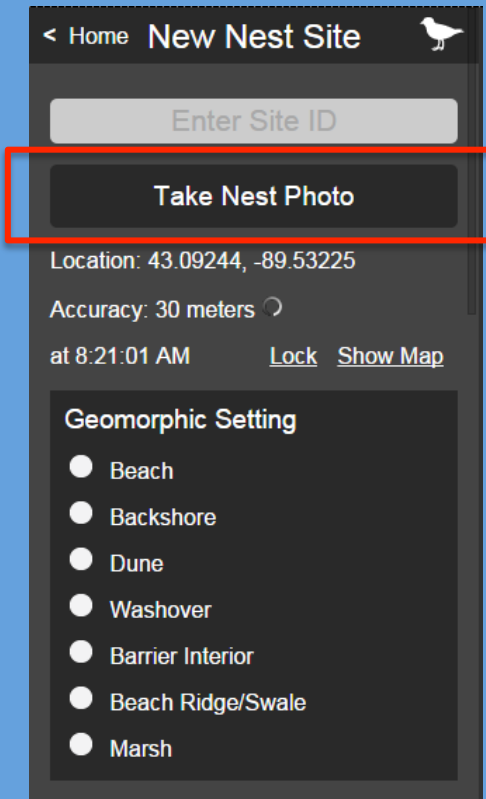 < Home New Nest Site
Enter Site ID
Take Nest Photo
Location: 43.09244, -89.53225
Accuracy: 30 meters
at 8:21:01 AM Lock Show Map
Geomorphic Setting
Beach
Backshore
Dune
Washover
Barrier Interior
Beach Ridge/Swale
Marsh